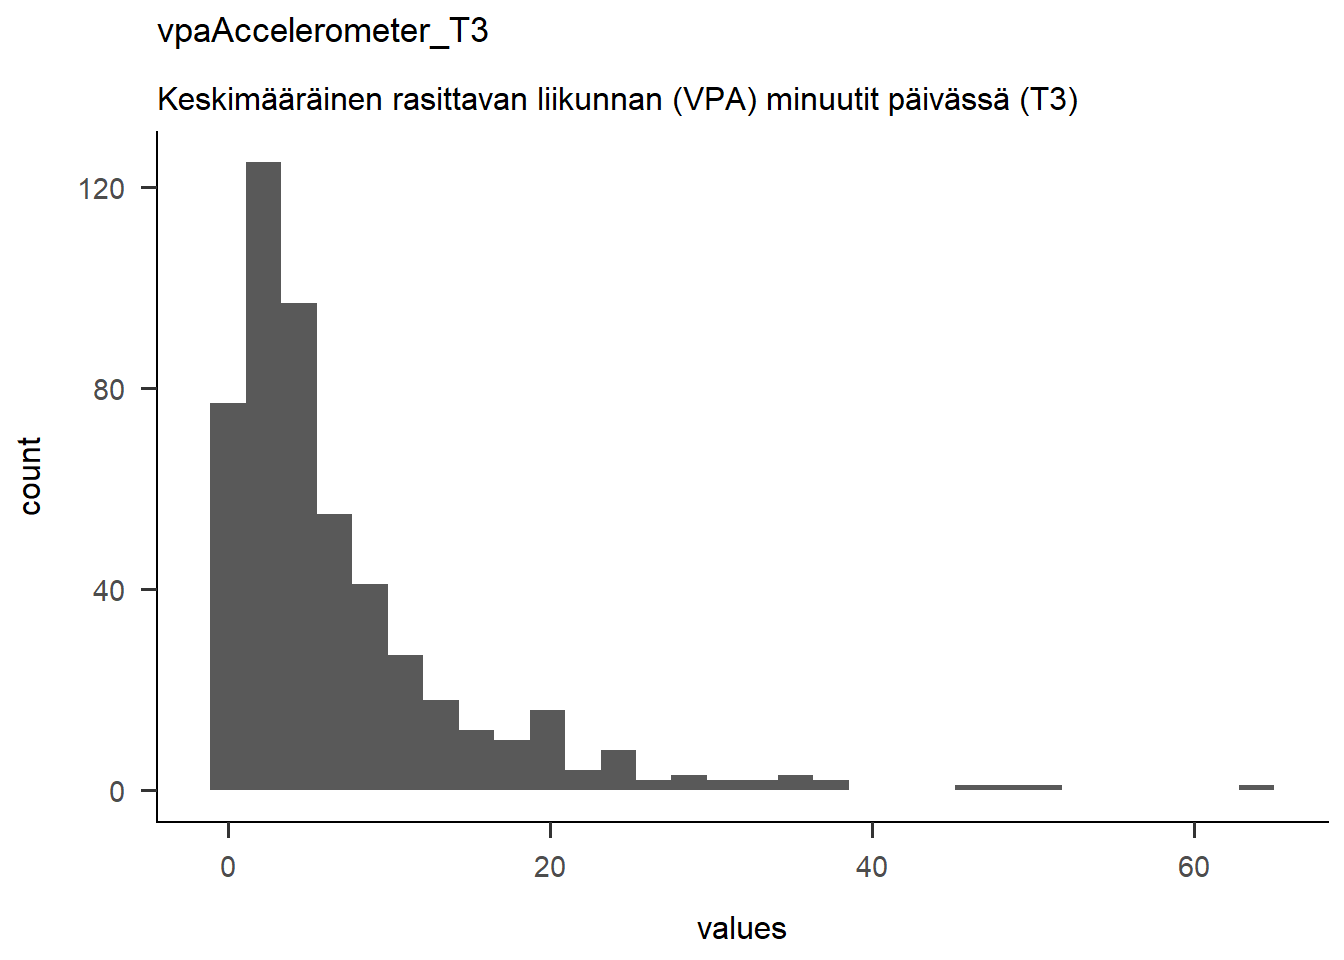 vpaAccelerometer_T3
Keskimääräinen rasittavan liikunnan (VPA) minuutit päivässä (T3)
120
80
40
0
count
0 20 40 60
values